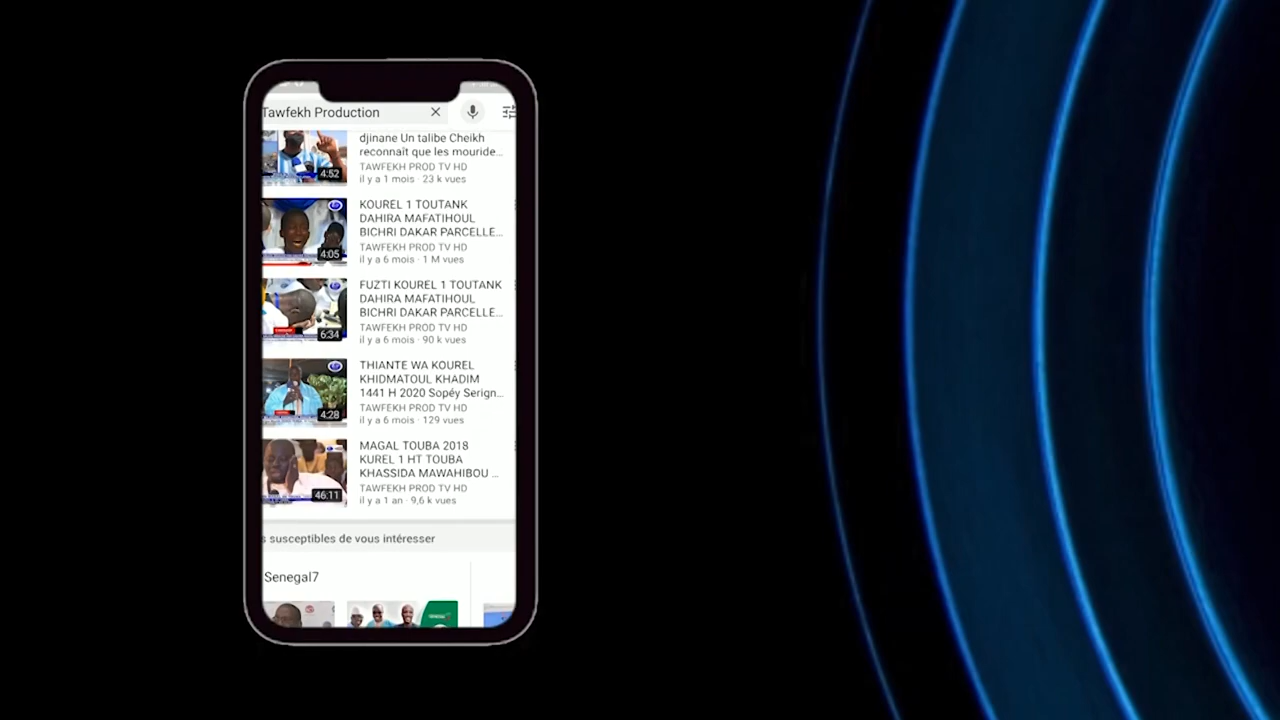 Tawfekh Production
djinane Un talibe Cheikh
reconnaît que les mouride...
TAWFEKH PROD TV HD
il y a 1 mois · 23 k vues
4:52
KOUREL 1 TOUTANK
DAHIRA MAFATIHOUL
BICHRI DAKAR PARCELLE...
TAWFEKH PROD TV HD
il y a 6 mois · 1 M vues
4:05
FUZTI KOUREL 1 TOUTANK
DAHIRA MAFATIHOUL
BICHRI DAKAR PARCELLE...
TAWFEKH PROD TV HD
il y a 6 mois · 90 k vues
6:34
THIANTE WA KOUREL
KHIDMATOUL KHADIM
1441 H 2020 Sopéy Serign...
TAWFEKH PROD TV HD
il y a 6 mois · 129 vues
4:28
MAGAL TOUBA 2018
KUREL 1 HT TOUBA
KHASSIDA MAWAHIBOU ...
TAWFEKH PROD TV HD
il y a 1 an · 9,6 k vues
46:11
s susceptibles de vous intéresser
Senegal7